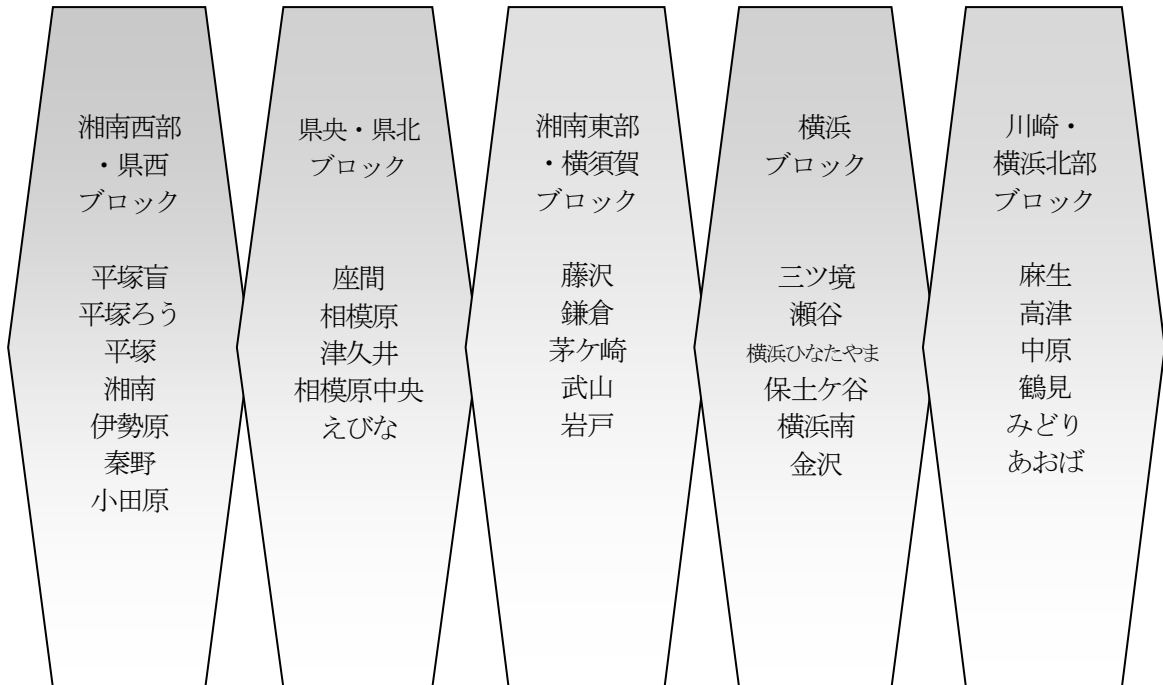 湘南西部
・県西
ブロック
平塚盲
平塚ろう
平塚
湘南
伊勢原
秦野
小田原
県央・県北
ブロック
座間
相模原
津久井
相模原中央
えびな
湘南東部
・横須賀
ブロック
藤沢
鎌倉
茅ケ崎
武山
岩戸
横浜
ブロック
三ツ境
瀬谷
横浜ひなたやま
保土ケ谷
横浜南
金沢
川崎・
横浜北部
ブロック
麻生
高津
中原
鶴見
みどり
あおば